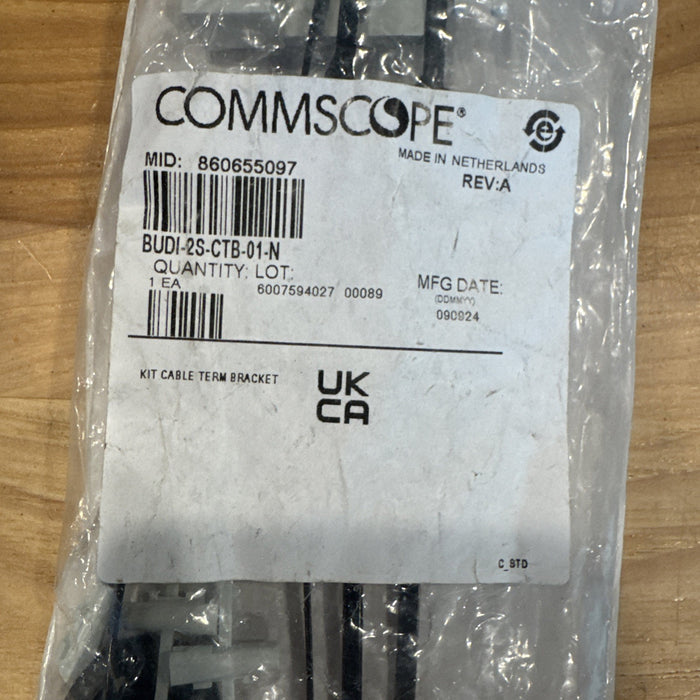 COMMSCOPE®
e
MADE IN NETHERLANDS
MID: 860655097
REV:A
BUDI-2S-CTB-01-N
QUANTITY: LOT:
1 EA
6007594027 00089
MFG DATE:
(DDMMYY)
090924
KIT CABLE TERM BRACKET
UK
CA
C_STD